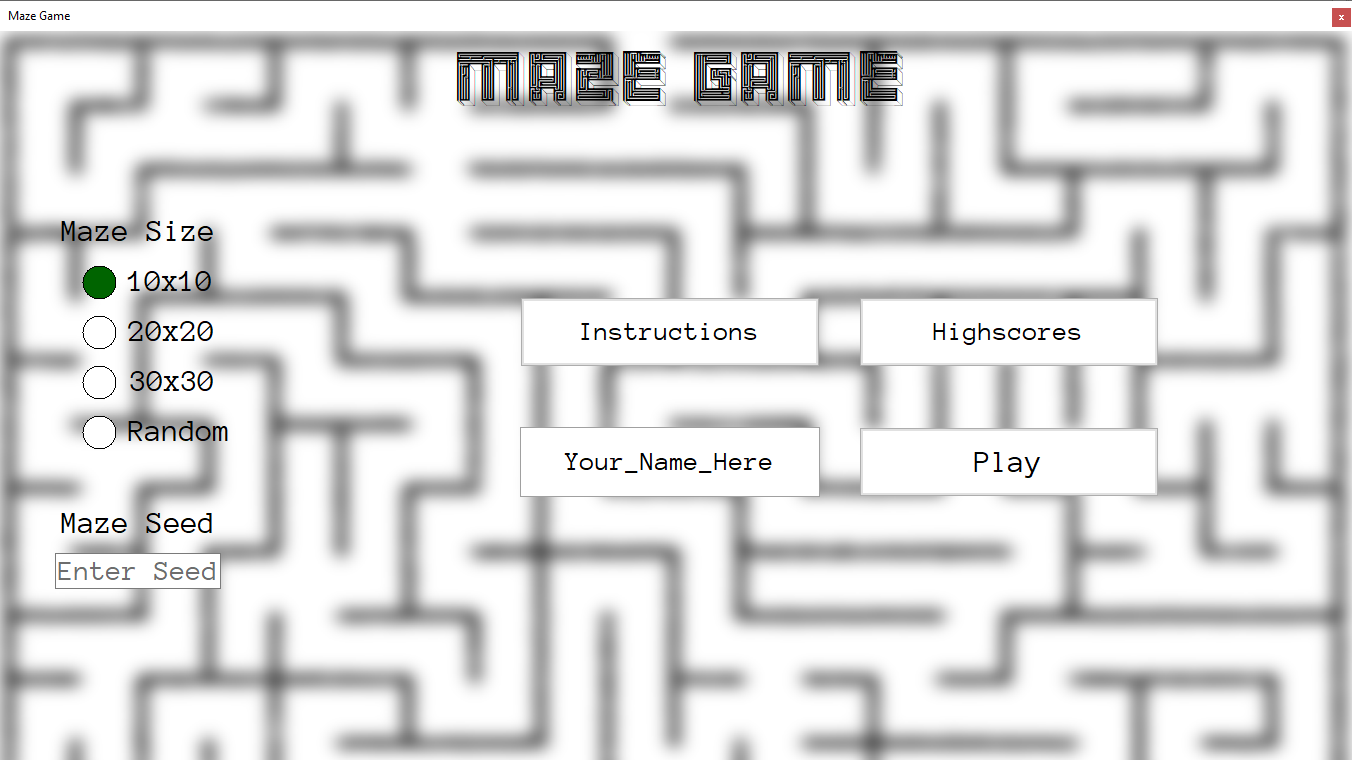 Maze Game
x
MAZE GAME
Maze Size
10x10
20x20
30x30
Random
Instructions
Highscores
Your_Name_Here
Play
Maze Seed
Enter Seed